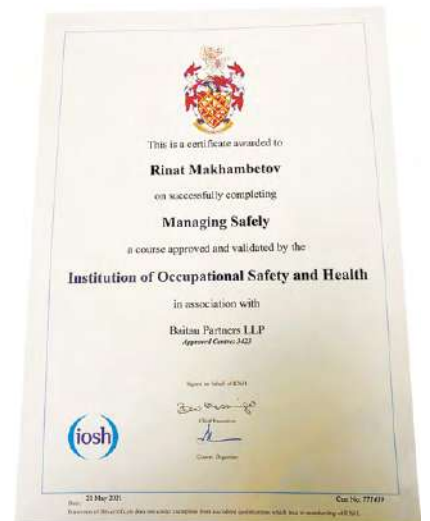 This is a certificate awarded to
Rinat Makhambetov
on successfully completing
Managing Safely
a course approved and validated by the
Institution of Occupational Safety and Health
in association with
Baitau Partners LLP
Approved Centre: 3423
Signed on behalf of IOSH
Chief Executive
iosh
Course Organiser
Date: 21 May 2021
Cert No: 777439